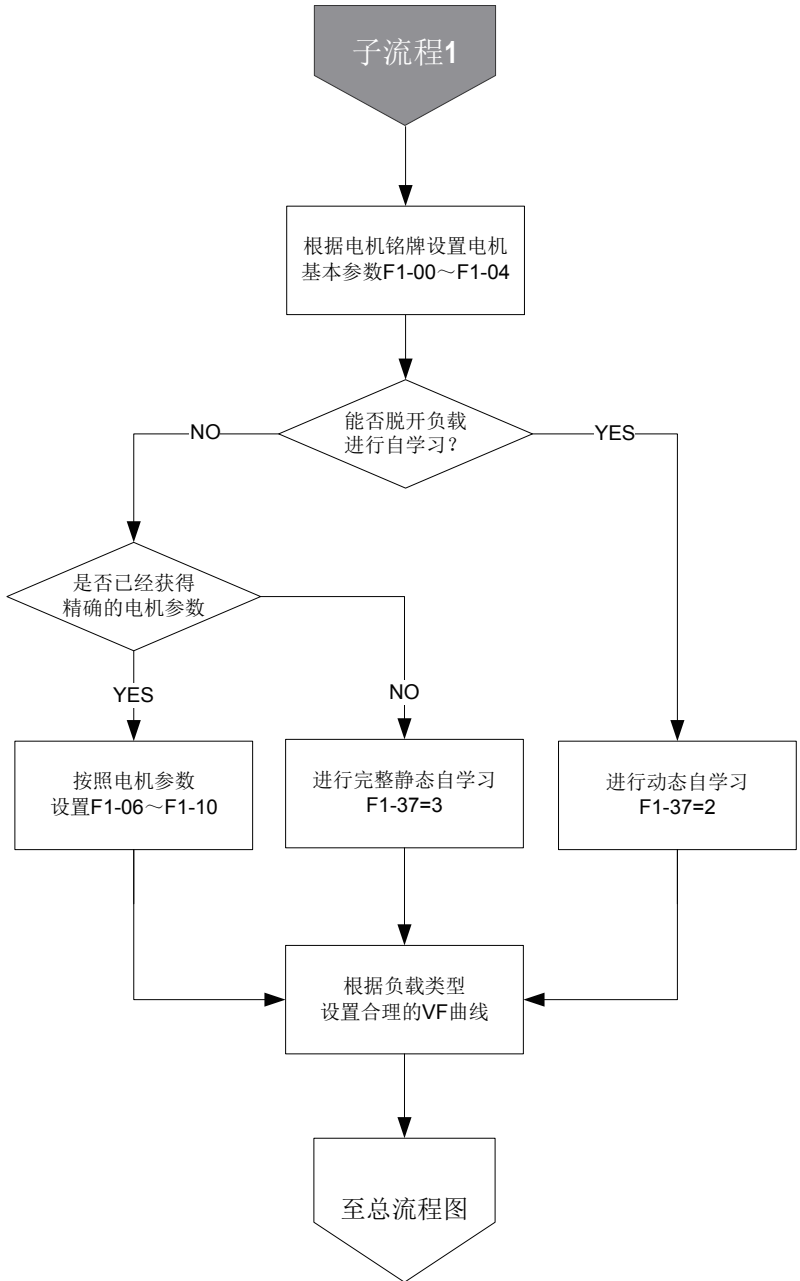 子流程1
根据电机铭牌设置电机
基本参数F1-00～F1-04
能否脱开负载
进行自学习？
NO
YES
是否已经获得
精确的电机参数
YES
NO
按照电机参数
设置F1-06～F1-10
进行完整静态自学习
F1-37=3
进行动态自学习
F1-37=2
根据负载类型
设置合理的VF曲线
至总流程图